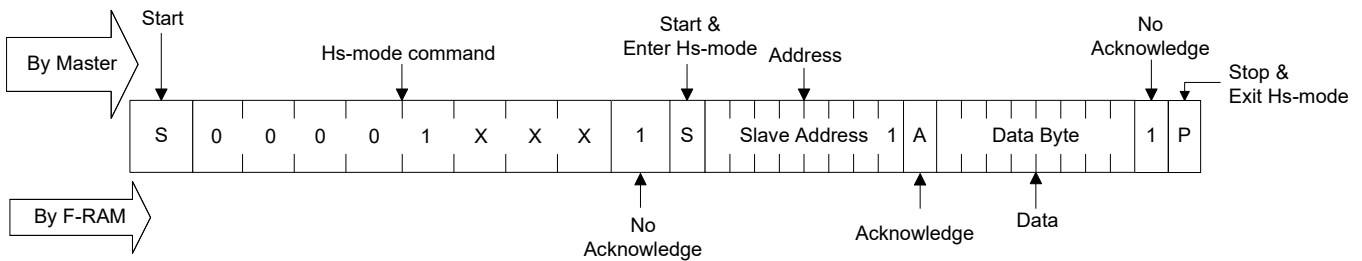 Start
Start &
Enter Hs-mode
No
Acknowledge
By Master
Hs-mode command
Address
Stop &
Exit Hs-mode
S 0 0 0 0 1 X X X 1 S Slave Address 1 A Data Byte 1 P
By F-RAM
No
Acknowledge
Acknowledge
Data